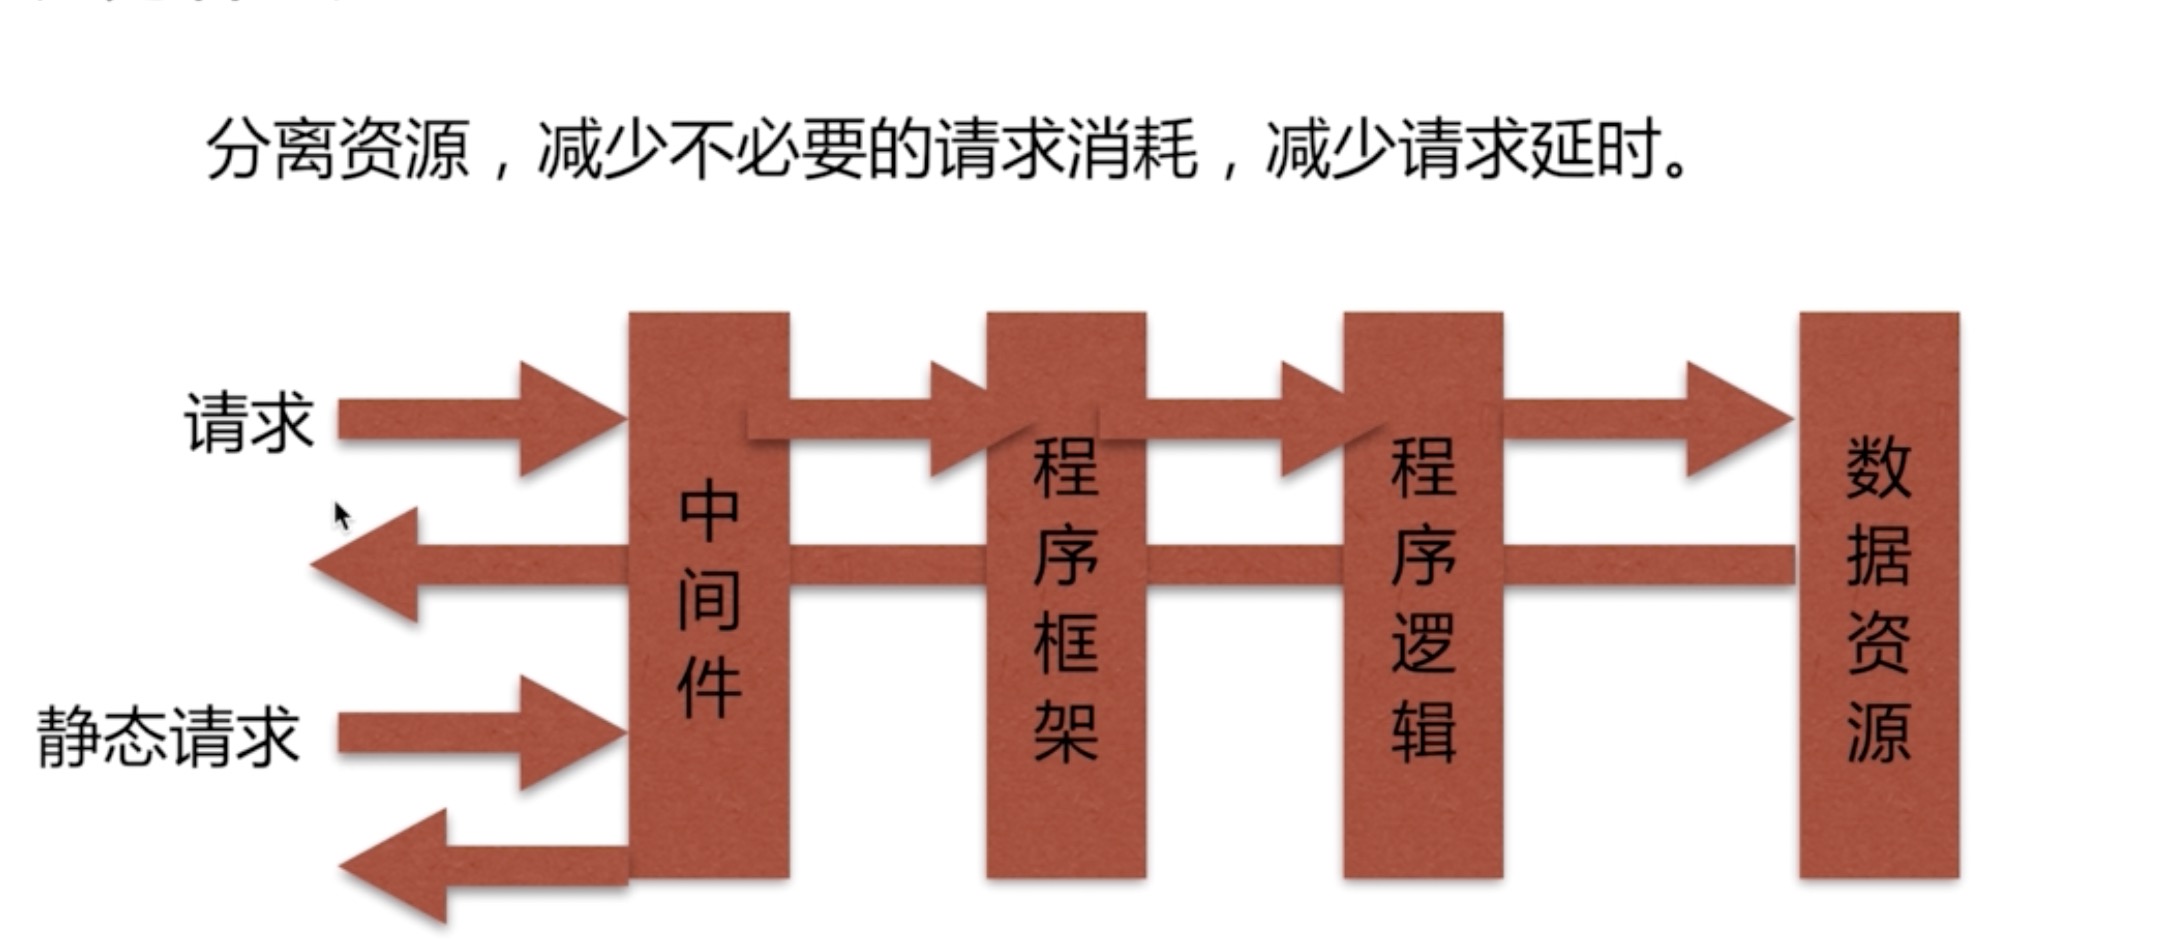 分离资源，减少不必要的请求消耗，减少请求延时。
请求
中间件
程序框架
程序逻辑
数据资源
静态请求